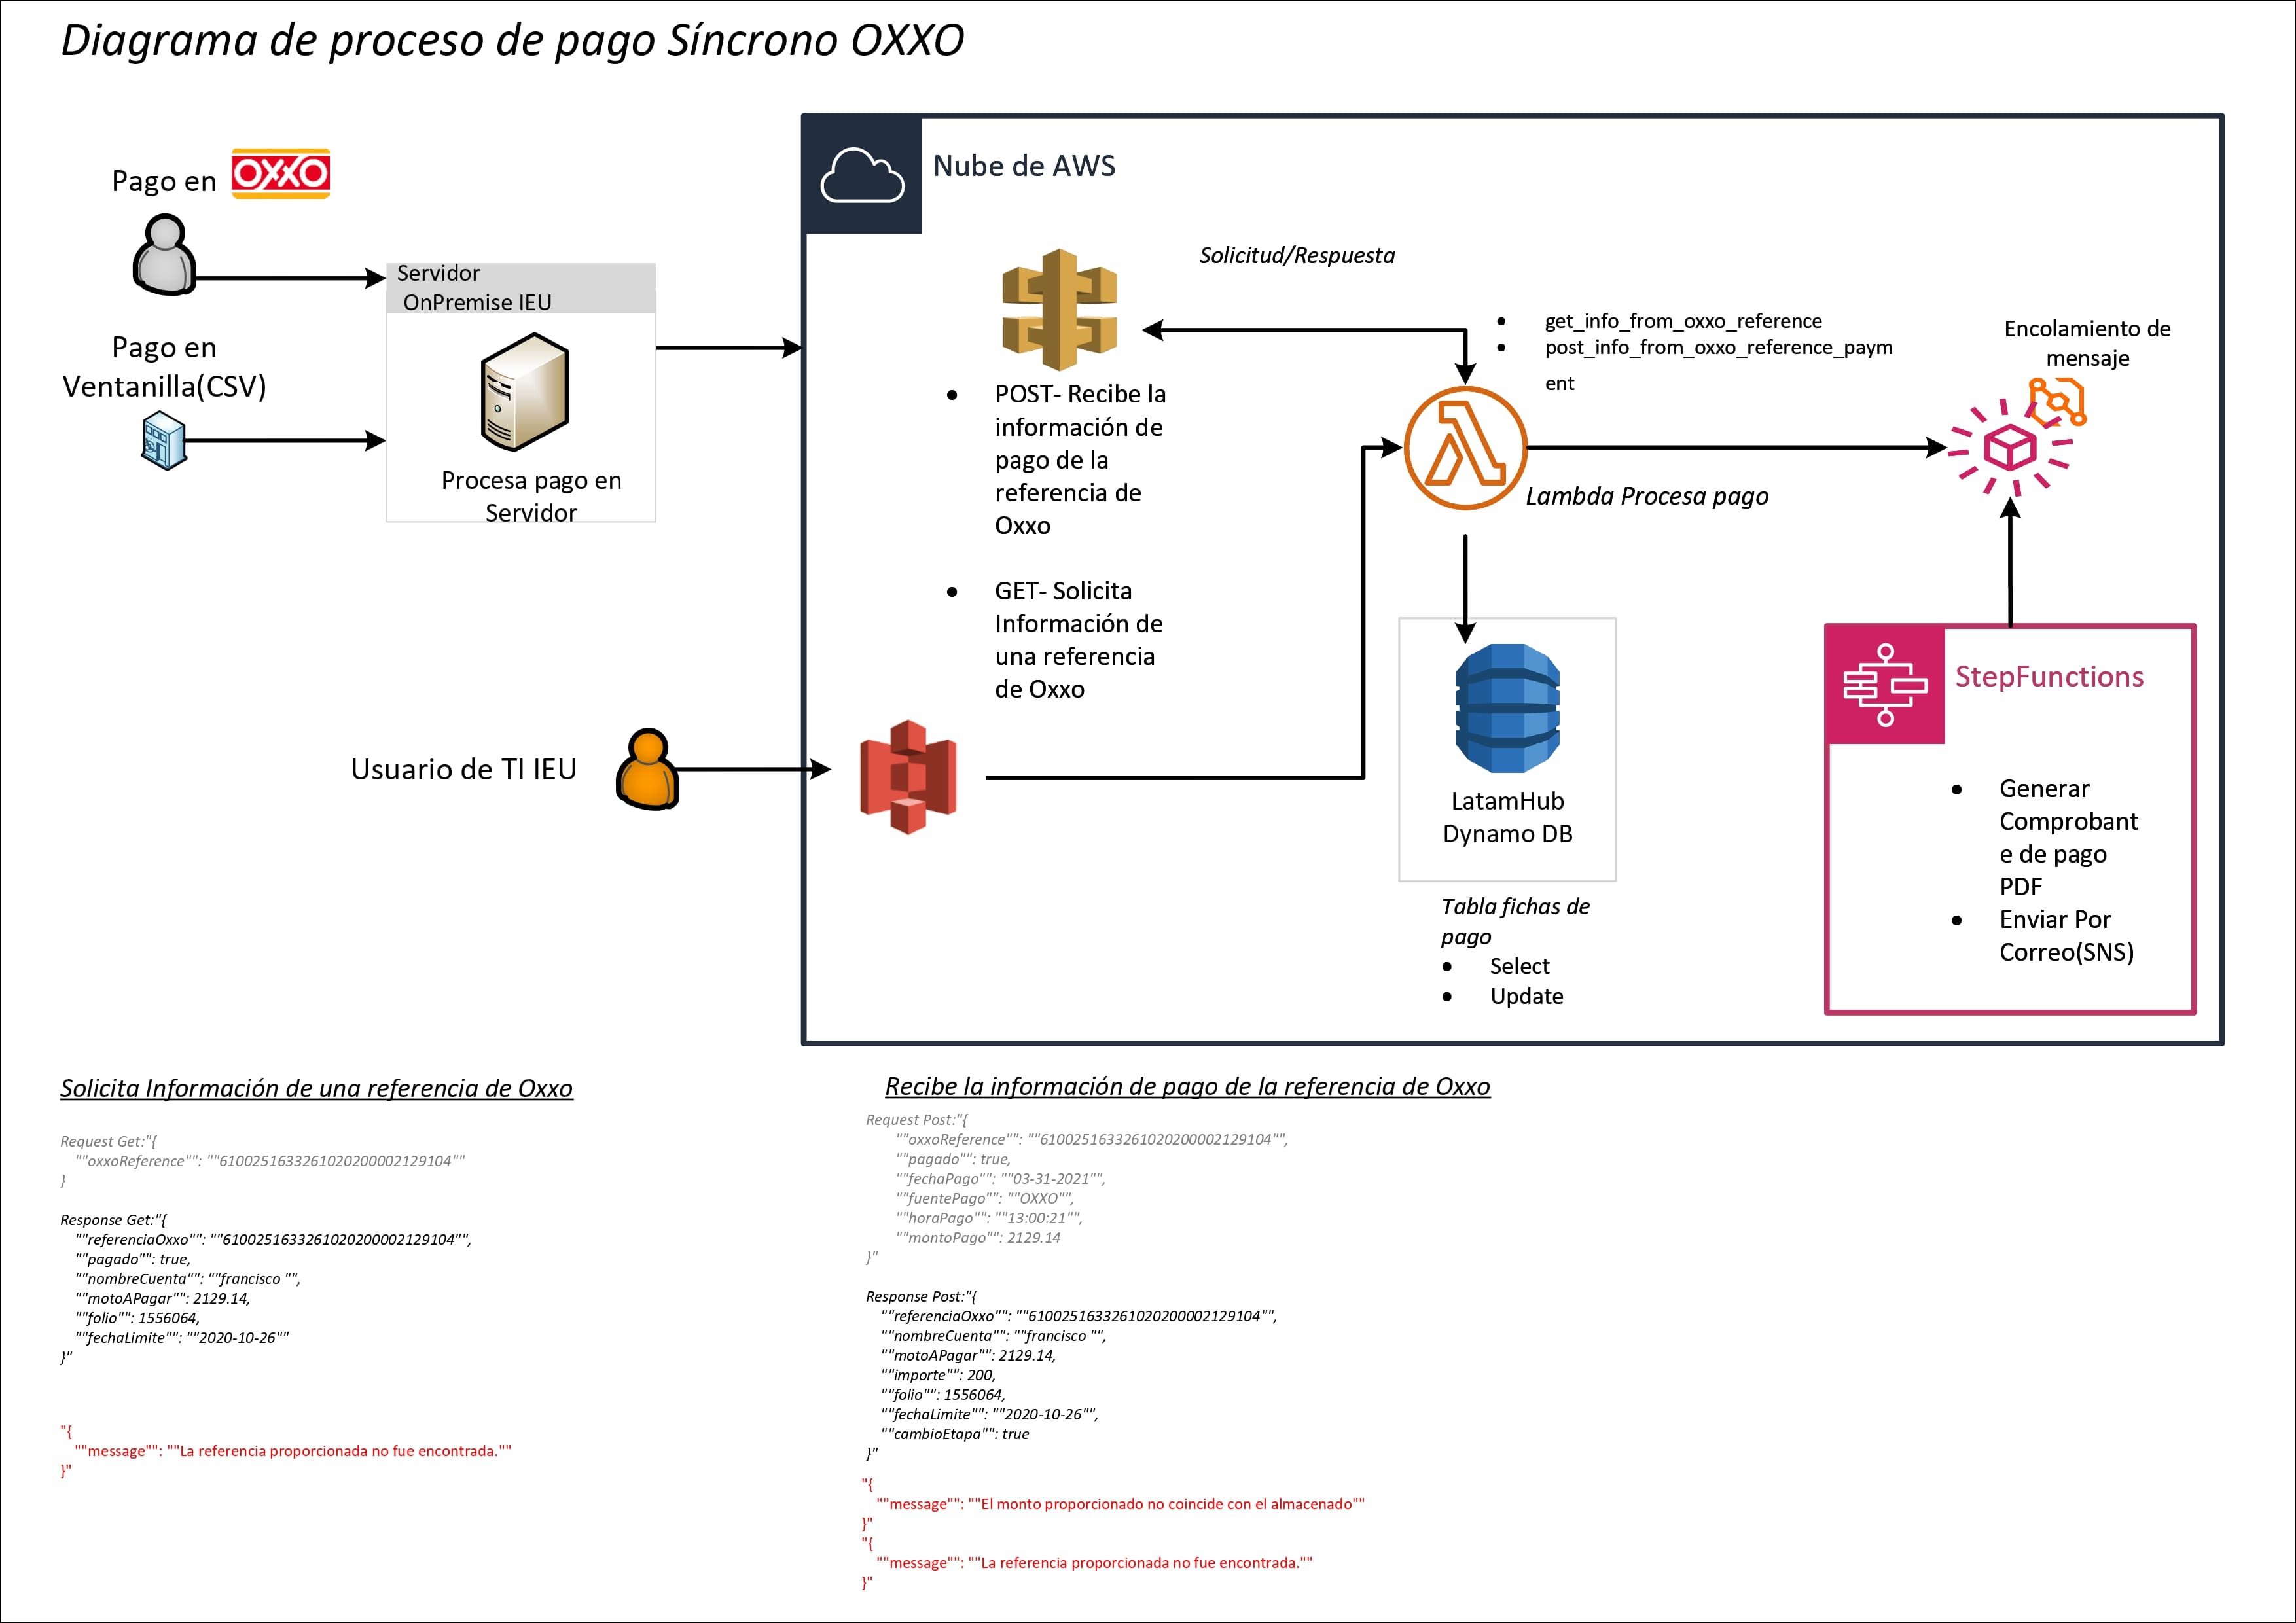 Diagrama de proceso de pago Síncrono OXXO
Pago en
OXXO
Servidor
OnPremise IEU
Procesa pago en
Servidor
Pago en
Ventanilla(CSV)
Nube de AWS
Solicitud/Respuesta
• POST- Recibe la
información de
pago de la
referencia de
Oxxo
• GET- Solicita
Información de
una referencia
de Oxxo
• get_info_from_oxxo_reference
• post_info_from_oxxo_reference_paym
ent
Encolamiento de
mensaje
Lambda Procesa pago
Usuario de TI IEU
LatamHub
Dynamo DB
Tabla fichas de
pago
• Select
• Update
StepFunctions
• Generar
Comprobant
e de pago
PDF
• Enviar Por
Correo(SNS)
Solicita Información de una referencia de Oxxo
Request Get:"{
""oxxoReference"": ""6100251633261020200002129104""
}
Response Get:"{
""referenciaOxxo"": ""6100251633261020200002129104"",
""pagado"": true,
""nombreCuenta"": ""francisco "",
""motoAPagar"": 2129.14,
""folio"": 1556064,
""fechaLimite"": ""2020-10-26""
}"
"{
""message"": ""La referencia proporcionada no fue encontrada.""
}"
Recibe la información de pago de la referencia de Oxxo
Request Post:"{
""oxxoReference"": ""6100251633261020200002129104"",
""pagado"": true,
""fechaPago"": ""03-31-2021"",
""fuentePago"": ""OXXO"",
""horaPago"": ""13:00:21"",
""montoPago"": 2129.14
}"
Response Post:"{
""referenciaOxxo"": ""6100251633261020200002129104"",
""nombreCuenta"": ""francisco "",
""motoAPagar"": 2129.14,
""importe"": 200,
""folio"": 1556064,
""fechaLimite"": ""2020-10-26"",
""cambioEtapa"": true
}"
"{
""message"": ""El monto proporcionado no coincide con el almacenado""
}"
"{
""message"": ""La referencia proporcionada no fue encontrada.""
}"